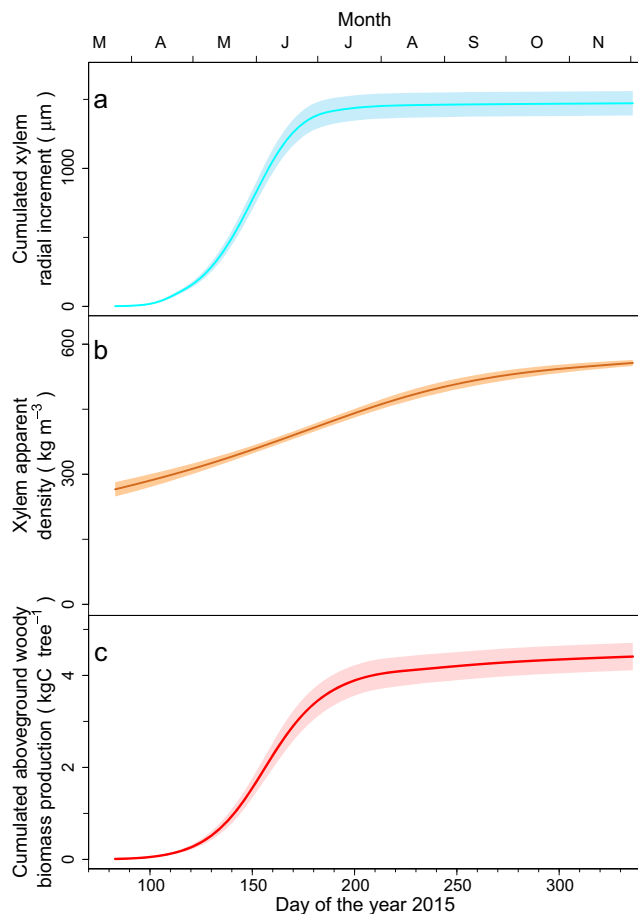 Month
M A M J J A S O N
a
Cumulated xylem
radial increment ( μm )
0 1000
b
Xylem apparent
density ( kg m⁻³ )
0 300 600
c
Cumulated aboveground woody
biomass production ( kgC tree⁻¹ )
0 2 4
100 150 200 250 300
Day of the year 2015